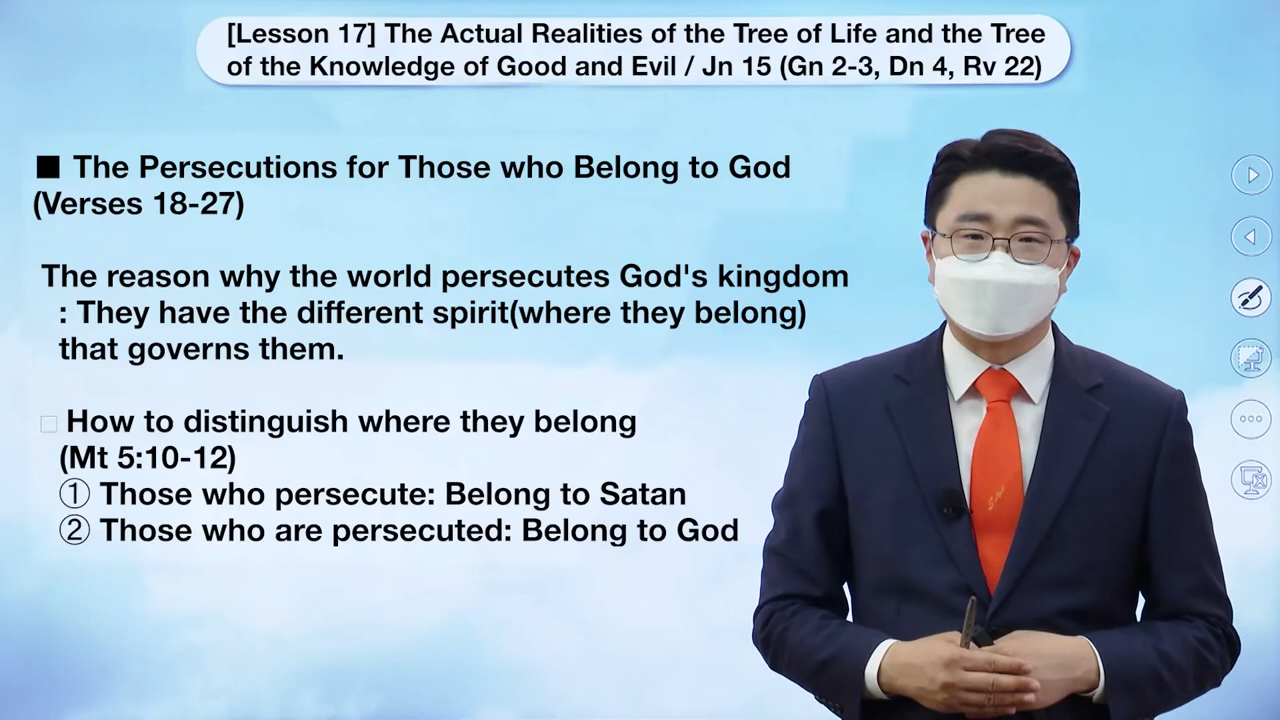 [Lesson 17] The Actual Realities of the Tree of Life and the Tree
of the Knowledge of Good and Evil / Jn 15 (Gn 2-3, Dn 4, Rv 22)
■ The Persecutions for Those who Belong to God
(Verses 18-27)
The reason why the world persecutes God's kingdom
: They have the different spirit(where they belong)
that governs them.
□ How to distinguish where they belong
(Mt 5:10-12)
① Those who persecute: Belong to Satan
② Those who are persecuted: Belong to God